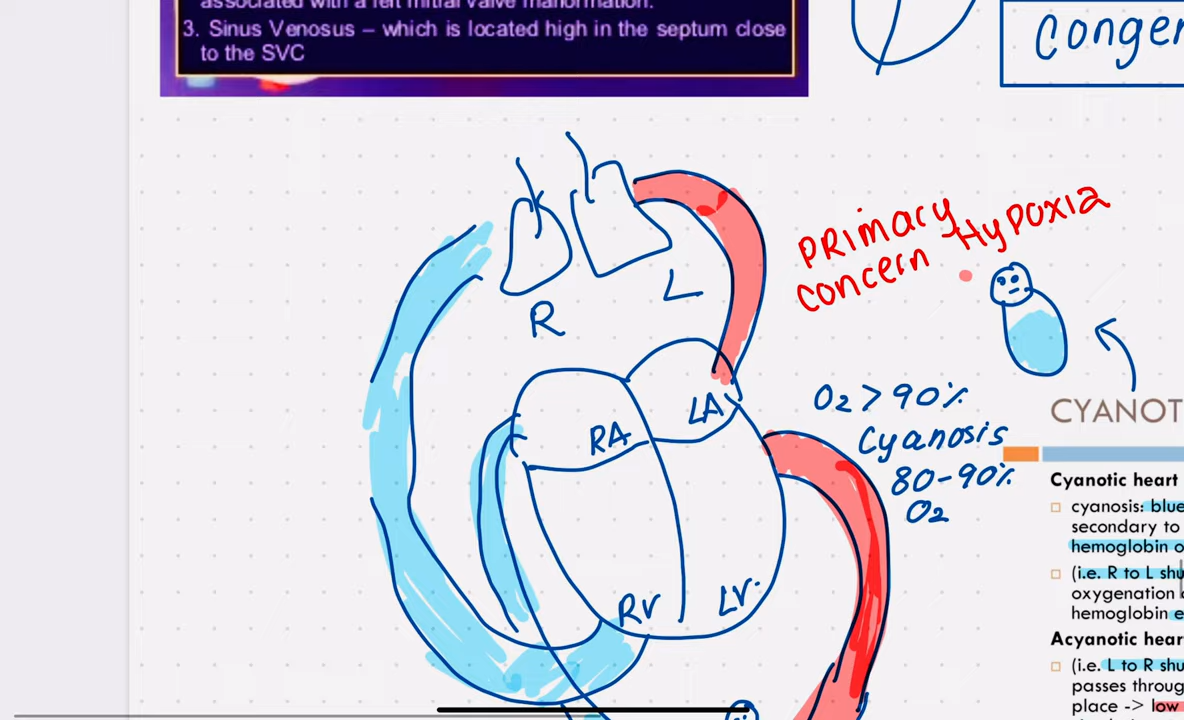 associated with a left mitral valve malformation.
3. Sinus Venosus – which is located high in the septum close
to the SVC
Primary
concern Hypoxia
R
L
RA
LA
RV
LV
O₂ > 90%
Cyanosis
80-90%
O₂
CYANOT
Cyanotic heart
cyanosis: blue
secondary to
hemoglobin
(i.e. R to L shu
oxygenation
hemoglobin
Acyanotic hear
(i.e. L to R shu
passes throug
place -> low